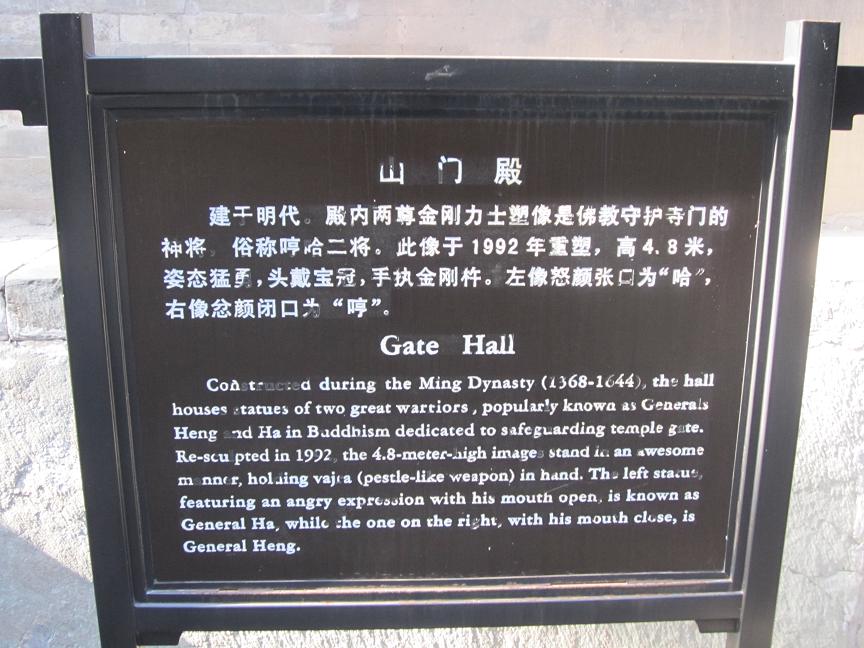 山门殿
建于明代。殿内两尊金刚力士塑像是佛教守护寺门的
神将，俗称哼哈二将。此像于1992年重塑，高4.8米，
姿态猛勇，头戴宝冠，手执金刚杵。左像怒颜张口为“哈”，
右像忿颜闭口为“哼”。
Gate Hall
Constructed during the Ming Dynasty (1368-1644), the hall
houses statues of two great warriors, popularly known as Generals
Heng and Ha in Buddhism dedicated to safeguarding temple gate.
Re-sculpted in 1992, the 4.8-meter-high images stand in an awesome
manner, holding vajra (pestle-like weapon) in hand. The left statue,
featuring an angry expression with his mouth open, is known as
General Ha, while the one on the right, with his mouth close, is
General Heng.